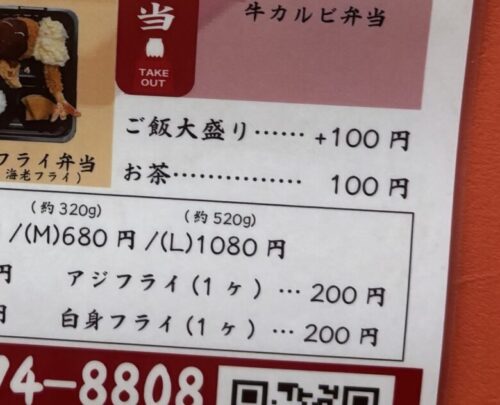 当
牛カルビ弁当
TAKE
OUT
ご飯大盛り…… +100 円
フライ弁当
海老フライ)
お茶…………… 100 円
(約 320g) (約 520g)
/(M)680 円 /(L)1080 円
円 アジフライ (1 ヶ) … 200 円
円 白身フライ (1 ヶ) … 200 円
74-8808